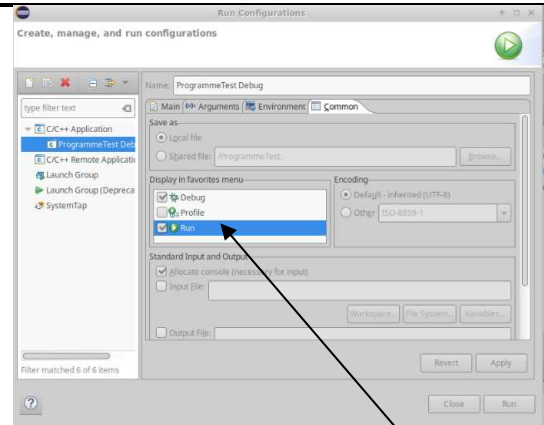 Run Configurations
Create, manage, and run configurations
Name: ProgrammeTest Debug
type filter text
C/C++ Application
ProgrammeTest Deb
C/C++ Remote Applicatio
Launch Group
Launch Group (Depreca
SystemTap
Filter matched 6 of 6 items
Main Arguments Environment Common
Save as
Local file
Shared file: /ProgrammeTest Browse...
Display in favorites menu
Debug
Profile
Run
Encoding
Default - inherited (UTF-8)
Other ISO-8859-1
Standard Input and Output
Allocate console (necessary for input)
Input File:
Workspace... File System... Variables...
Output File:
Revert Apply
Close Run